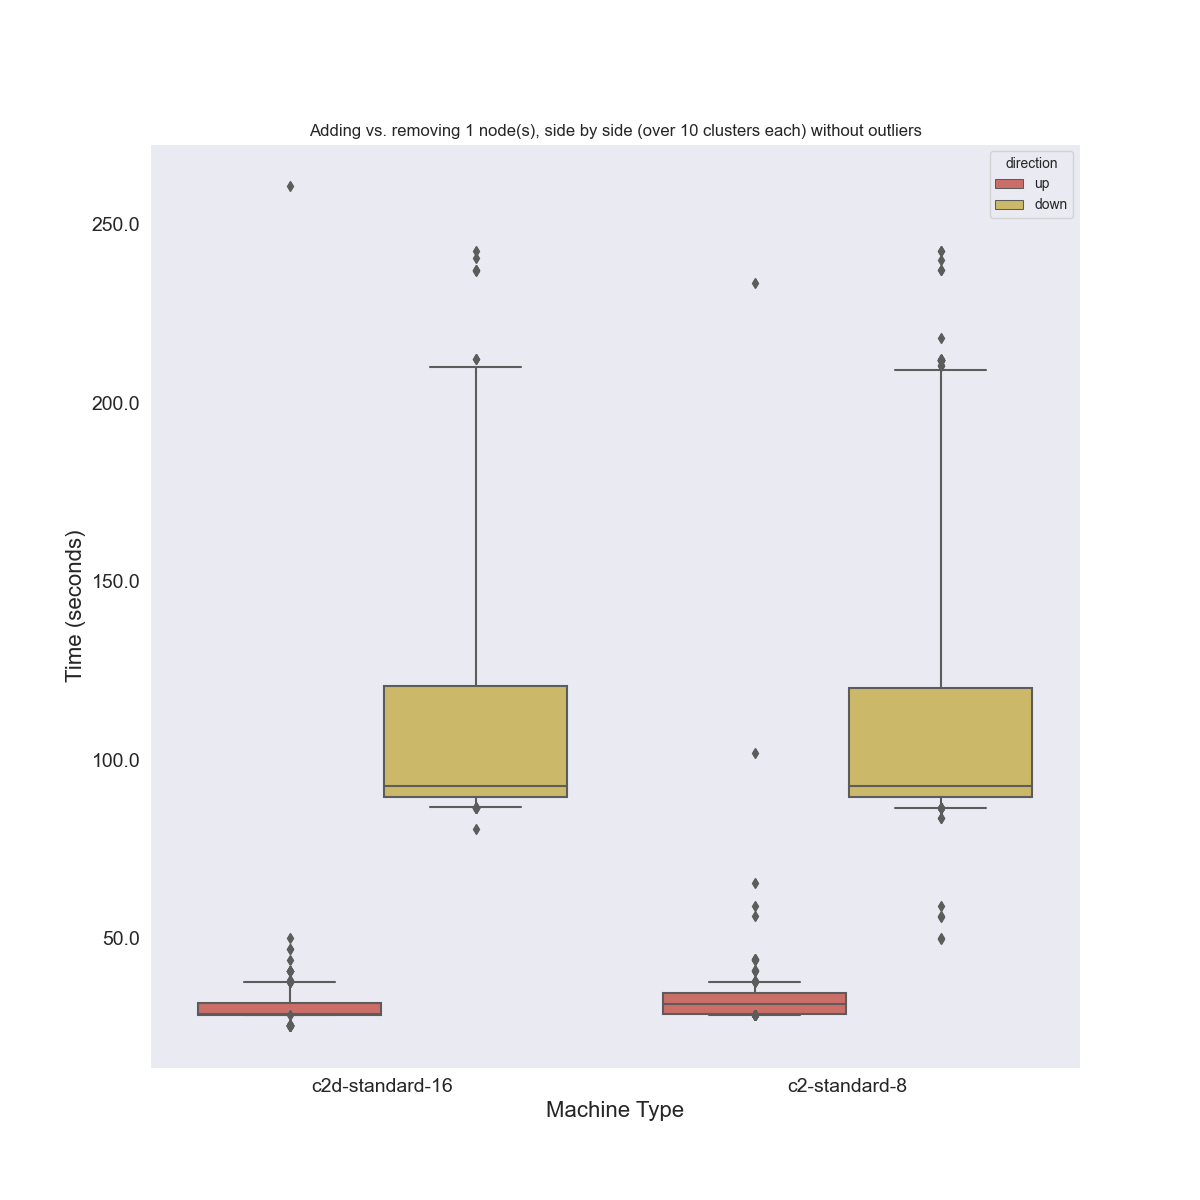 Adding vs. removing 1 node(s), side by side (over 10 clusters each) without outliers
direction
up
down
250.0
200.0
150.0
100.0
50.0
Time (seconds)
c2d-standard-16
c2-standard-8
Machine Type